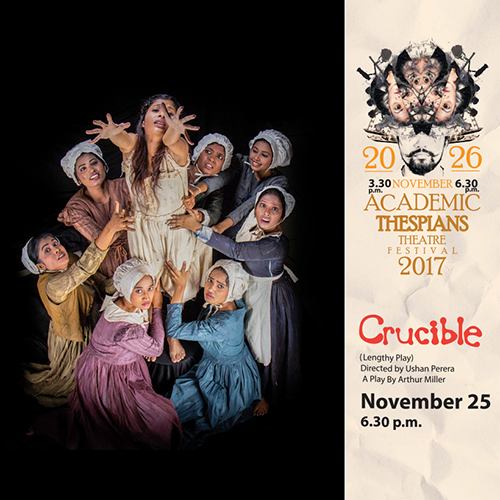 20 26
3.30 p.m. NOVEMBER 6.30 p.m.
ACADEMIC
THESPIANS
THEATRE
FESTIVAL
2017
Crucible
(Lengthy Play)
Directed by Ushan Perera
A Play By Arthur Miller
November 25
6.30 p.m.